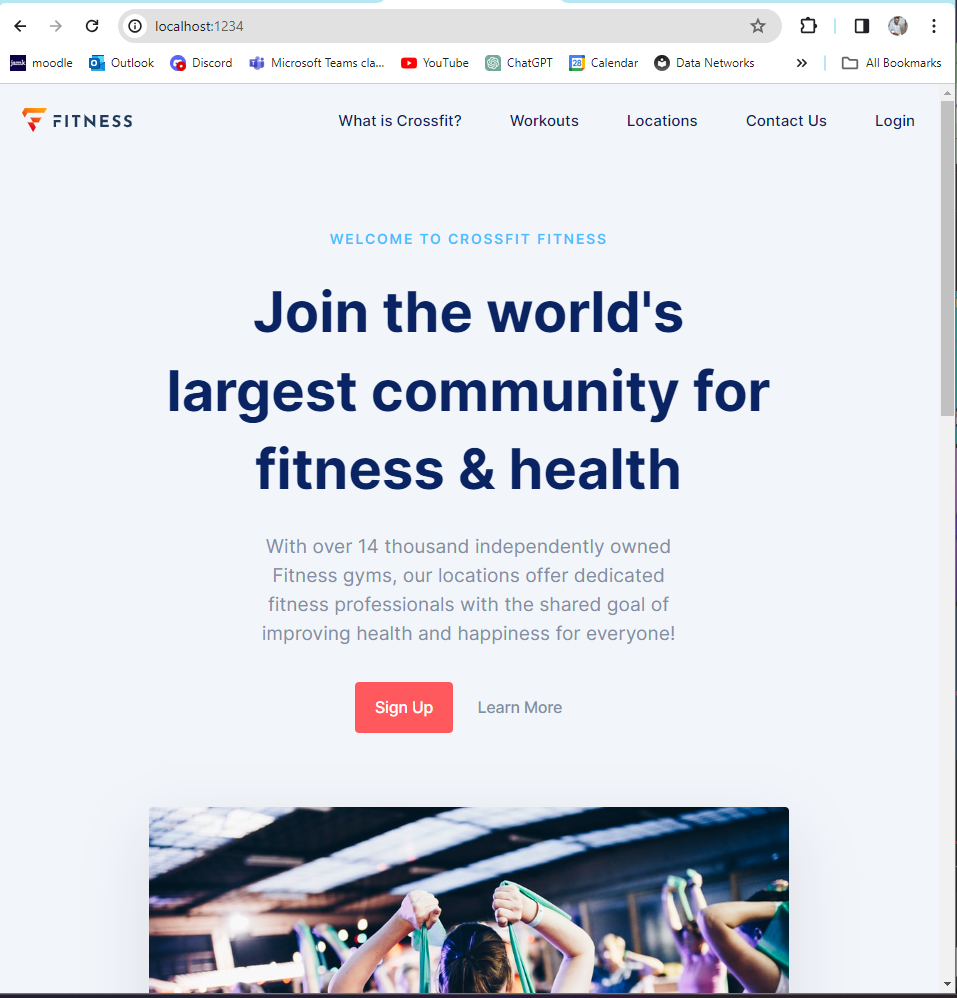 localhost:1234
moodle Outlook Discord Microsoft Teams cla... YouTube ChatGPT 28 Calendar Data Networks » All Bookmarks
FITNESS What is Crossfit? Workouts Locations Contact Us Login
WELCOME TO CROSSFIT FITNESS
Join the world's
largest community for
fitness & health
With over 14 thousand independently owned
Fitness gyms, our locations offer dedicated
fitness professionals with the shared goal of
improving health and happiness for everyone!
Sign Up Learn More